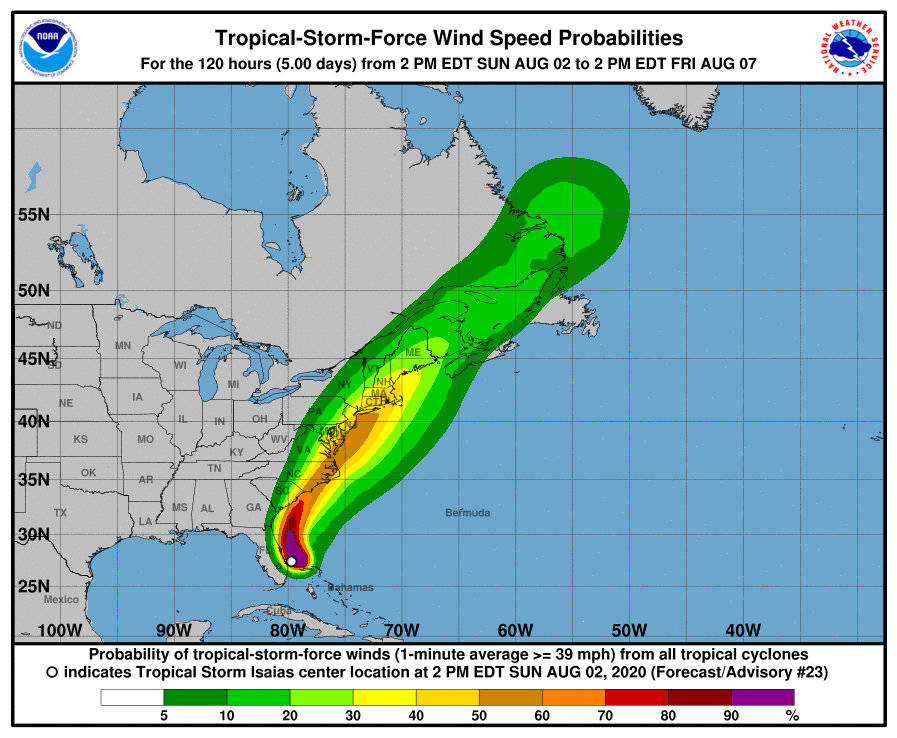 Tropical-Storm-Force Wind Speed Probabilities
For the 120 hours (5.00 days) from 2 PM EDT SUN AUG 02 to 2 PM EDT FRI AUG 07
NOAA
NATIONAL WEATHER SERVICE
55N
50N
45N
40N
35N
30N
25N
ND
MN
SD
WI
MI
ME
VT
NH
NY
MA
CT
NE
IA
PA
IL
IN
OH
KS
MO
WV
KY
VA
OK
TN
NC
AR
SC
TX
MS
AL
GA
LA
Bermuda
Mexico
Bahamas
Cuba
100W
90W
80W
70W
60W
50W
40W
Probability of tropical-storm-force winds (1-minute average >= 39 mph) from all tropical cyclones
indicates Tropical Storm Isaias center location at 2 PM EDT SUN AUG 02, 2020 (Forecast/Advisory #23)
5 10 20 30 40 50 60 70 80 90 %